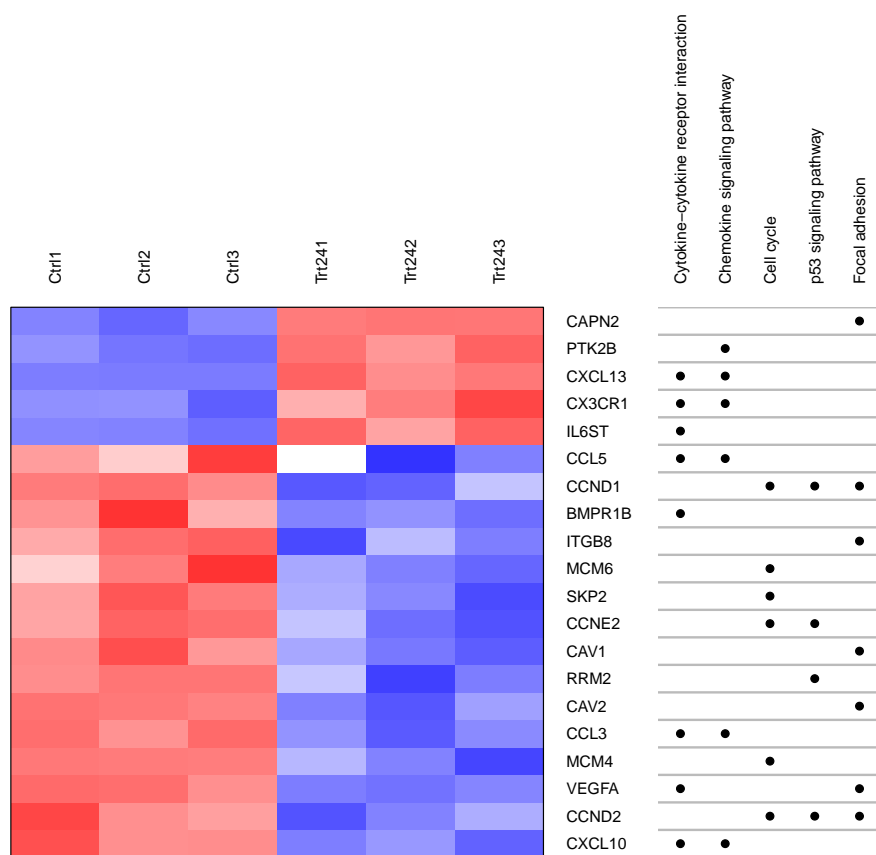 Ctrl1
Ctrl2
Ctrl3
Trt241
Trt242
Trt243
Cytokine−cytokine receptor interaction
Chemokine signaling pathway
Cell cycle
p53 signaling pathway
Focal adhesion
CAPN2
PTK2B
CXCL13
CX3CR1
IL6ST
CCL5
CCND1
BMPR1B
ITGB8
MCM6
SKP2
CCNE2
CAV1
RRM2
CAV2
CCL3
MCM4
VEGFA
CCND2
CXCL10